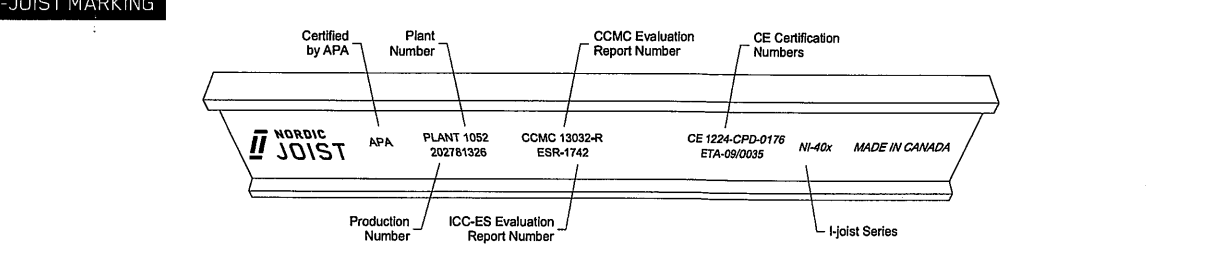 -JOIST MARKING
Certified
by APA
Plant
Number
CCMC Evaluation
Report Number
CE Certification
Numbers
NORDIC
JOIST
APA
PLANT 1052
202781326
CCMC 13032-R
ESR-1742
CE 1224-CPD-0176
ETA-09/0035
NI-40x
MADE IN CANADA
Production
Number
ICC-ES Evaluation
Report Number
I-joist Series